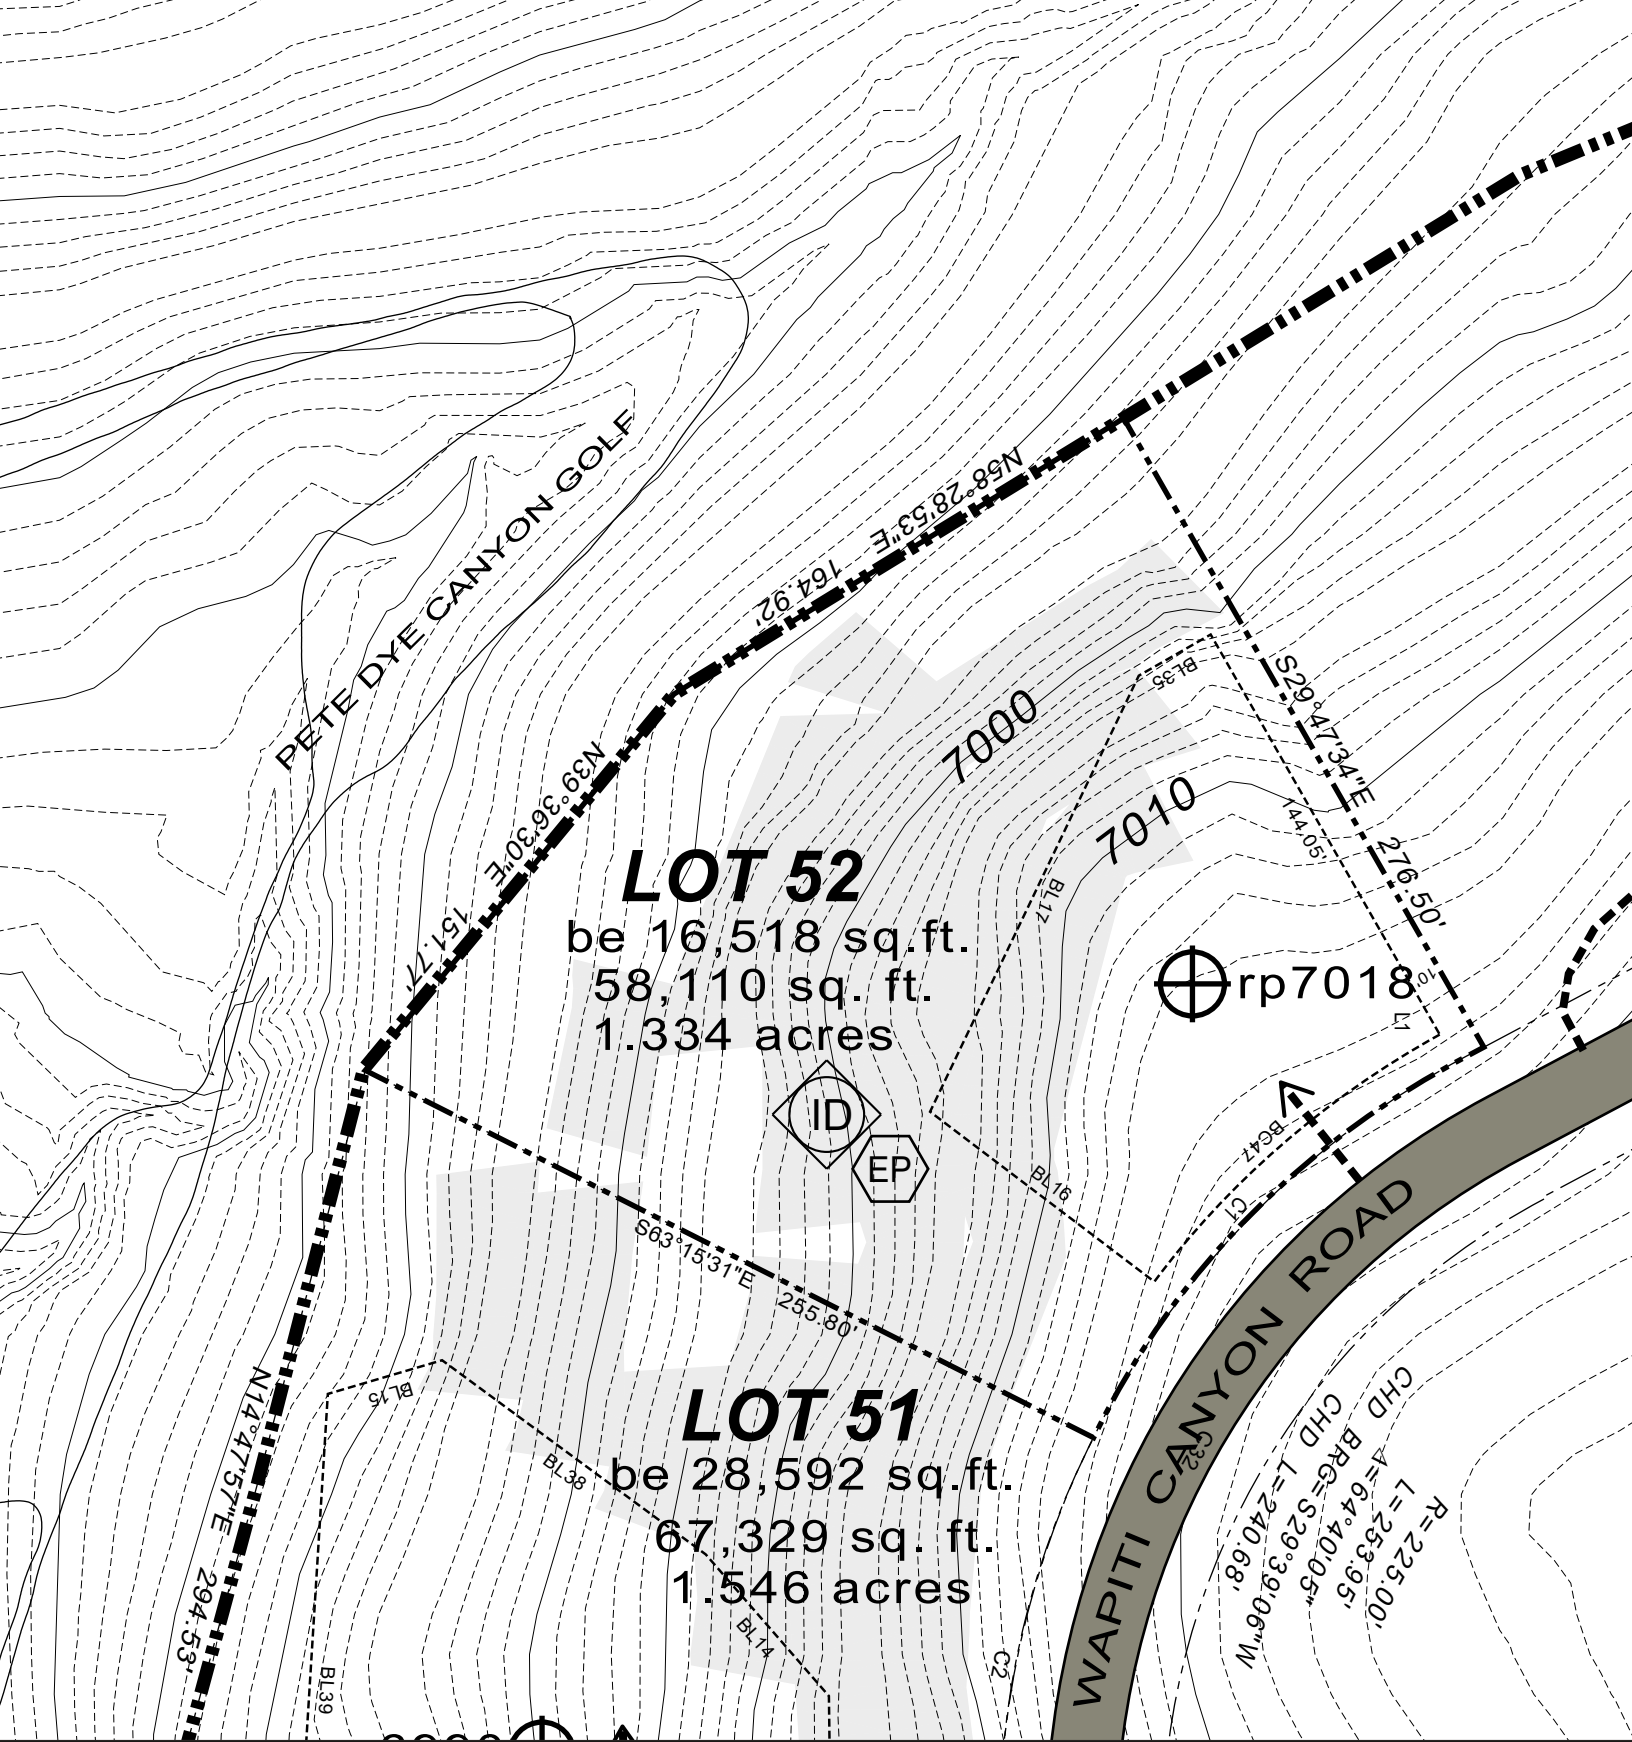 PETE DYE CANYON GOLF
N58°28'53"E
164.92'
N39°36'30"E
151.77'
S29°47'34"E
276.50'
BL35
7000
7010
144.05'
BL17
LOT 52
be 16,518 sq.ft.
58,110 sq. ft.
1.334 acres
rp7018
10'
L1
ID
EP
BC47
C1
BL16
S63°15'31"E
255.80'
WAPITI CANYON ROAD
C32
N14°47'57"E
294.53'
BL15
BL38
LOT 51
be 28,592 sq.ft.
67,329 sq. ft.
1.546 acres
BL14
BL39
C2
R=225.00'
L=253.95'
Δ=64°40'05"
CHD BRG=S29°39'06"W
CHD L=240.68'